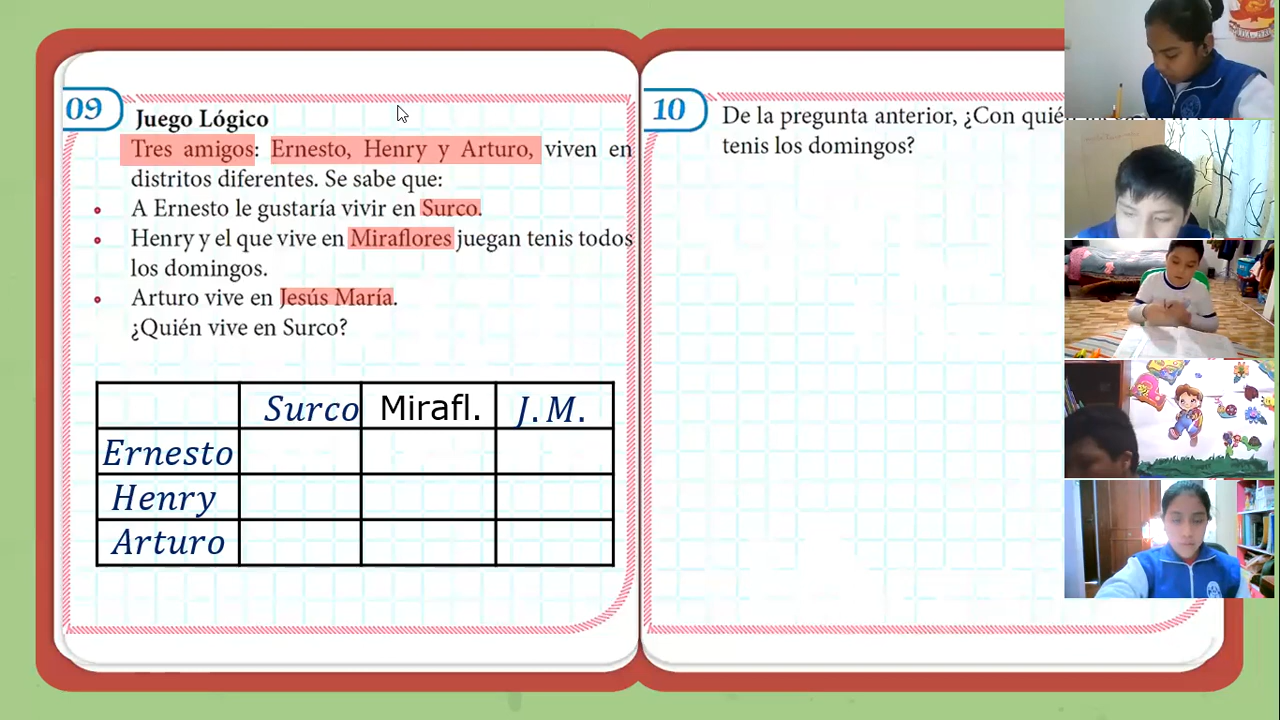 09
Juego Lógico
Tres amigos: Ernesto, Henry y Arturo, viven en
distritos diferentes. Se sabe que:
• A Ernesto le gustaría vivir en Surco.
• Henry y el que vive en Miraflores juegan tenis todos
los domingos.
• Arturo vive en Jesús María.
¿Quién vive en Surco?
Surco Mirafl. J.M.
Ernesto
Henry
Arturo
10
De la pregunta anterior, ¿Con quién
tenis los domingos?